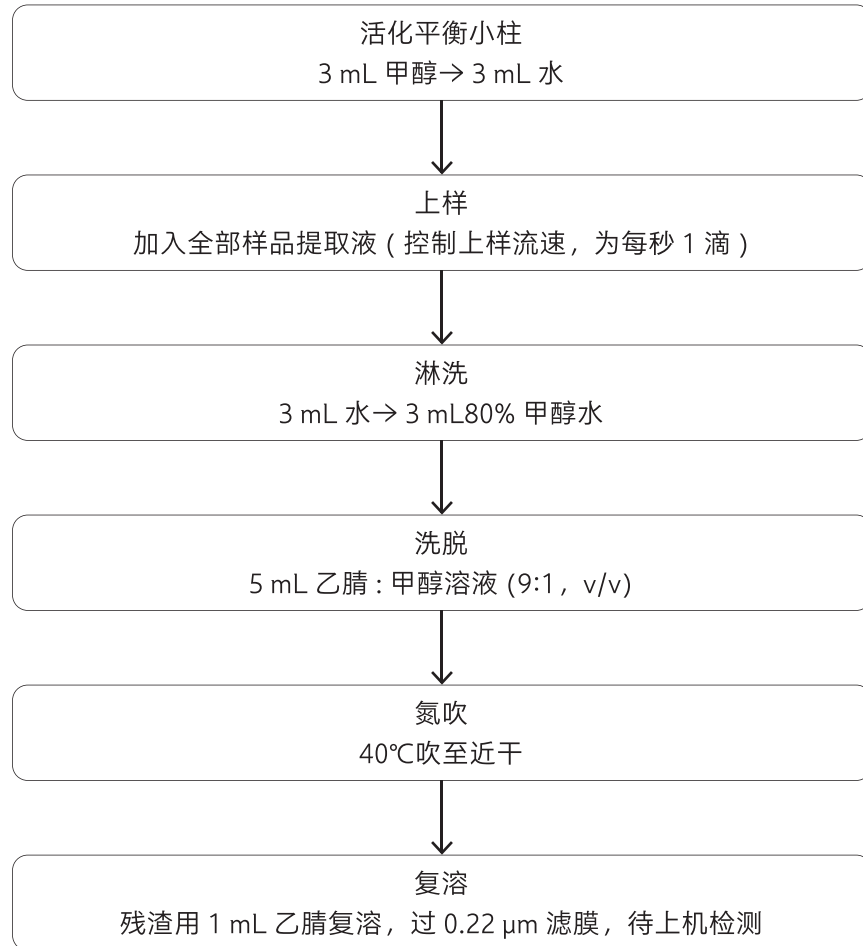 活化平衡小柱
3 mL 甲醇→ 3 mL 水
上样
加入全部样品提取液 ( 控制上样流速，为每秒 1 滴 )
淋洗
3 mL 水→ 3 mL80% 甲醇水
洗脱
5 mL 乙腈 : 甲醇溶液 (9:1，v/v)
氮吹
40℃吹至近干
复溶
残渣用 1 mL 乙腈复溶，过 0.22 μm 滤膜，待上机检测